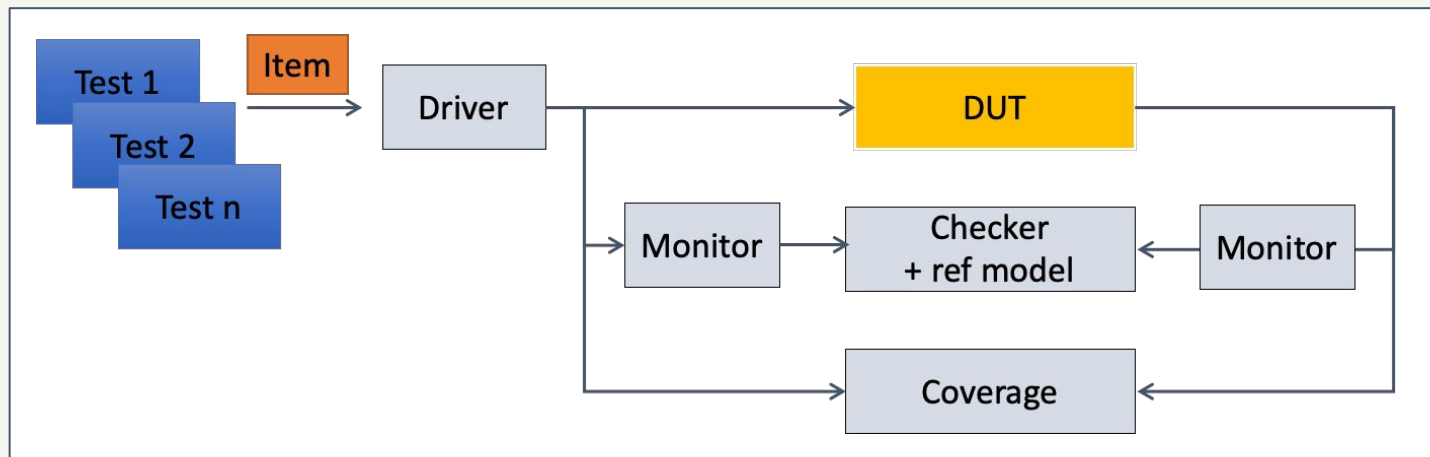 Test 1
Test 2
Test n
Item
Driver
DUT
Monitor
Checker
+ ref model
Monitor
Coverage